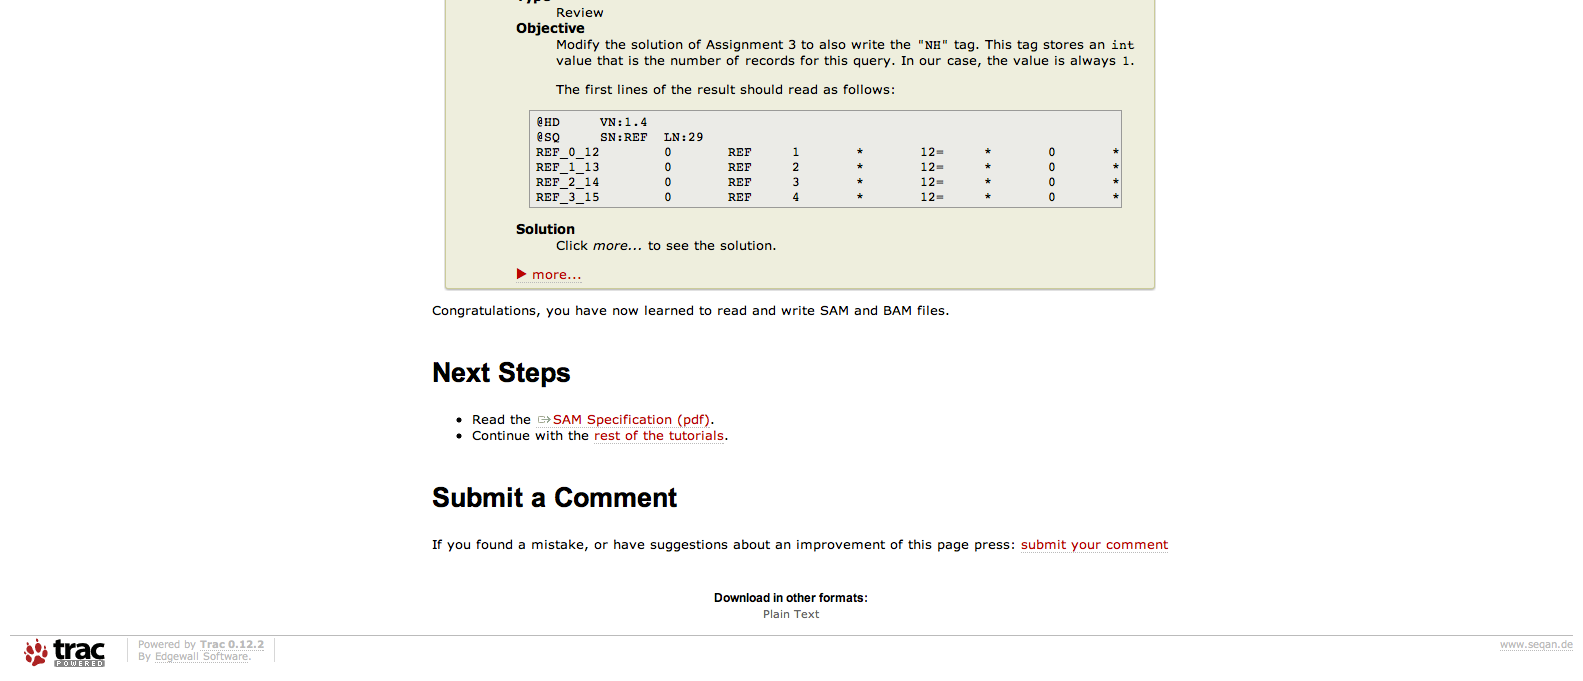 Review
Objective
Modify the solution of Assignment 3 to also write the "NH" tag. This tag stores an int
value that is the number of records for this query. In our case, the value is always 1.
The first lines of the result should read as follows:
@HD VN:1.4
@SQ SN:REF LN:29
REF_0_12 0 REF 1 * 12= * 0 *
REF_1_13 0 REF 2 * 12= * 0 *
REF_2_14 0 REF 3 * 12= * 0 *
REF_3_15 0 REF 4 * 12= * 0 *
Solution
Click more... to see the solution.
more...
Congratulations, you have now learned to read and write SAM and BAM files.
Next Steps
• Read the SAM Specification (pdf).
• Continue with the rest of the tutorials.
Submit a Comment
If you found a mistake, or have suggestions about an improvement of this page press: submit your comment
Download in other formats:
Plain Text
trac
POWERED
Powered by Trac 0.12.2
By Edgewall Software.
www.seqan.de